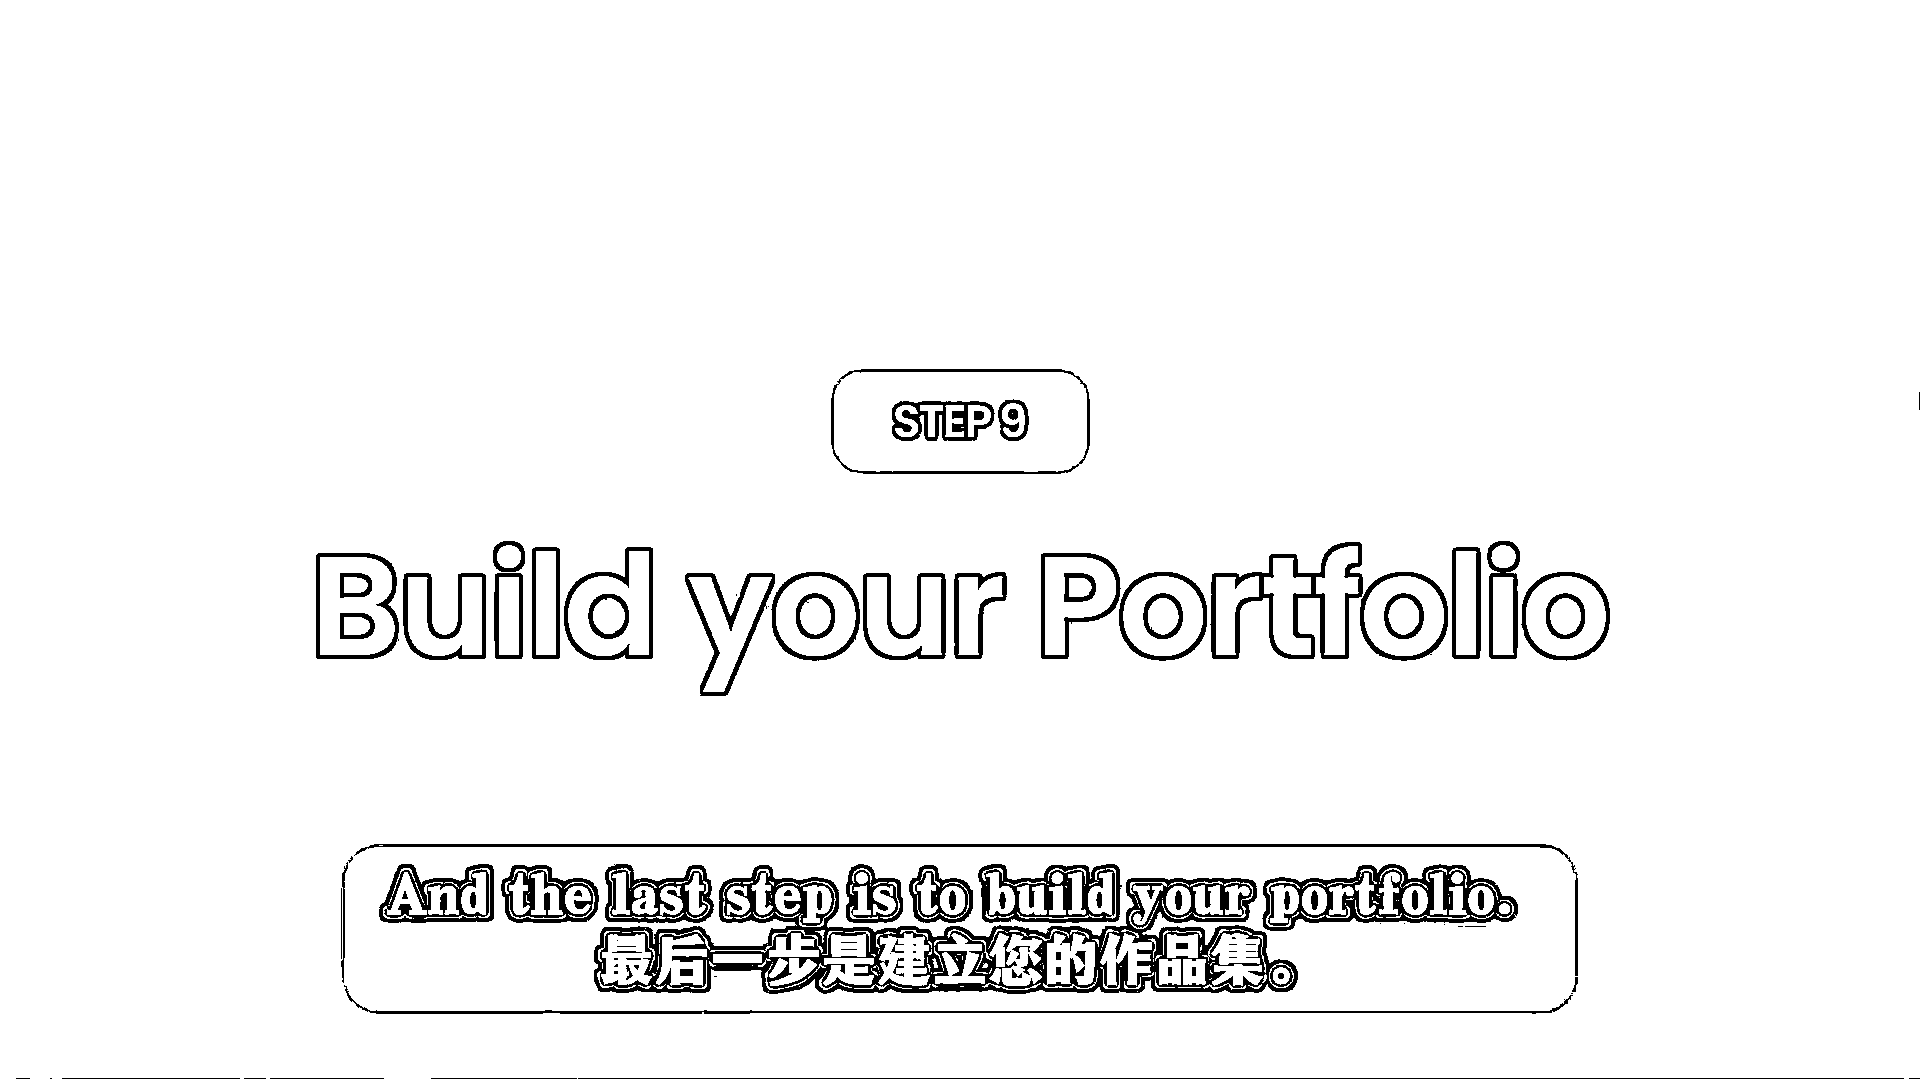 STEP 9
Build your Portfolio
And the last step is to build your portfolio.
最后一步是建立您的作品集。